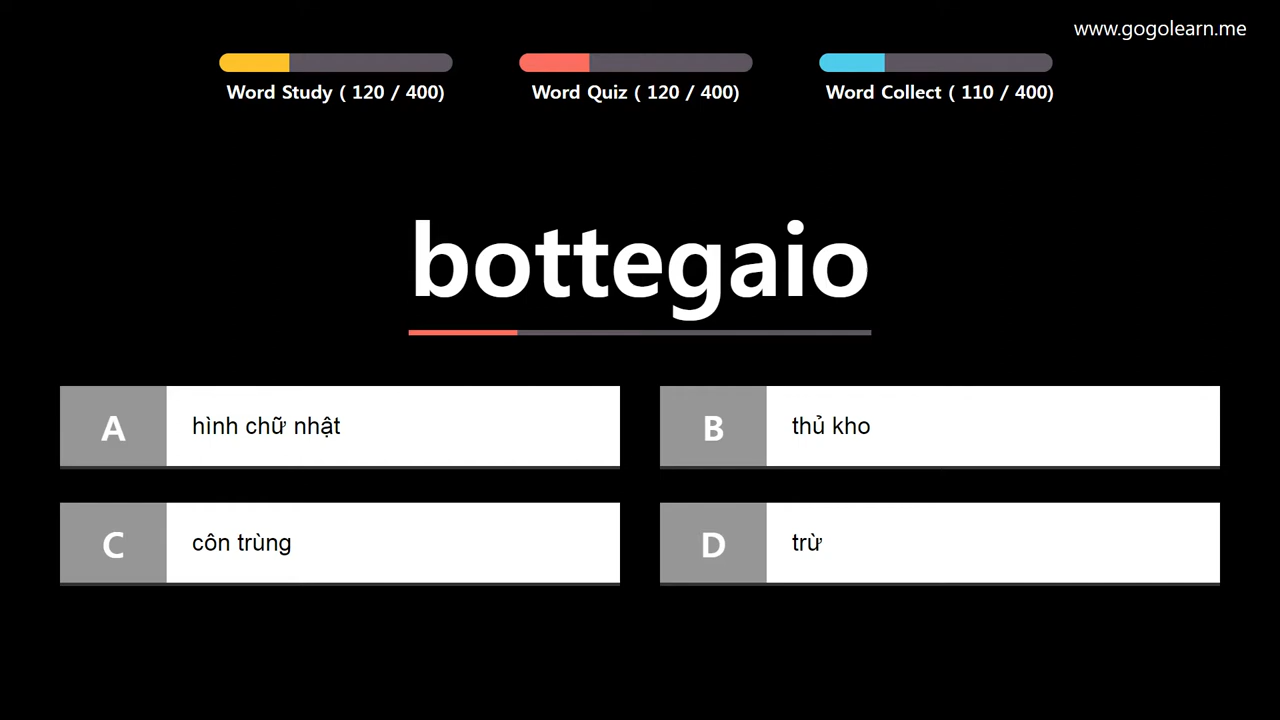 www.gogolearn.me
Word Study ( 120 / 400)
Word Quiz ( 120 / 400)
Word Collect ( 110 / 400)
bottegaio
A hình chữ nhật
B thủ kho
C côn trùng
D trừ